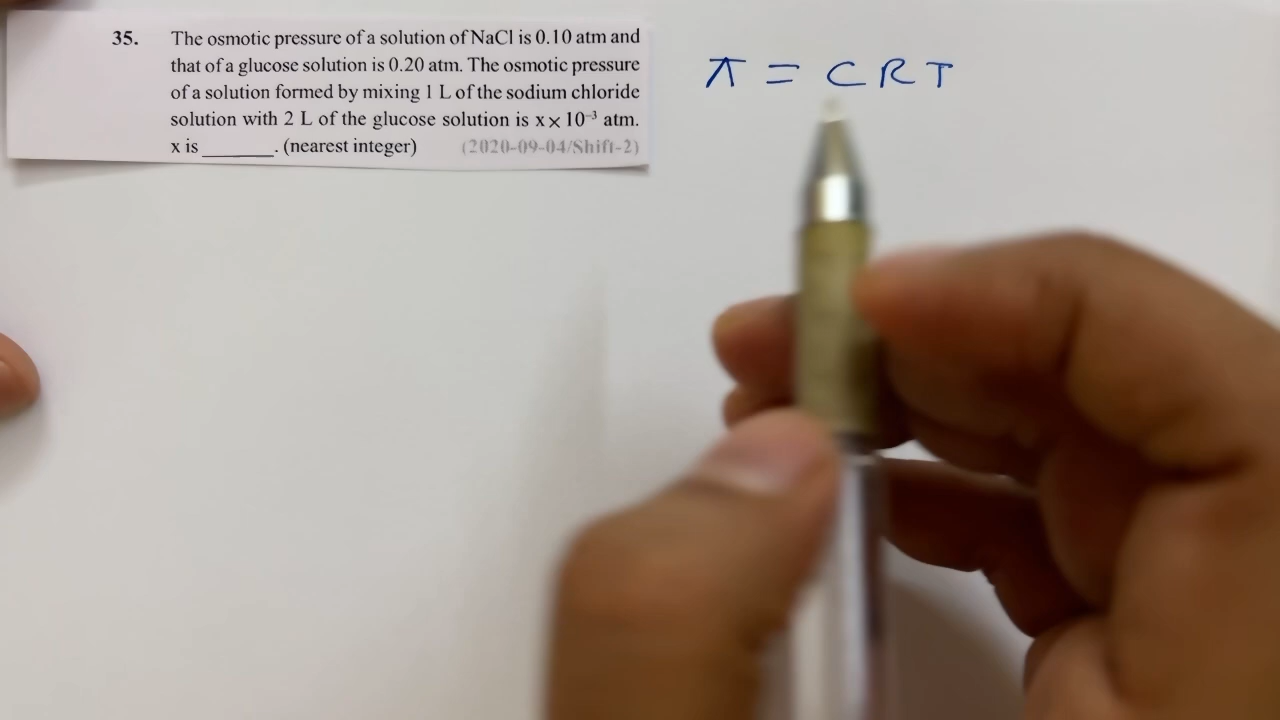 35. The osmotic pressure of a solution of NaCl is 0.10 atm and
that of a glucose solution is 0.20 atm. The osmotic pressure
of a solution formed by mixing 1 L of the sodium chloride
solution with 2 L of the glucose solution is x × 10⁻³ atm.
x is ______. (nearest integer) (2020-09-04/Shift-2)
π = CRT